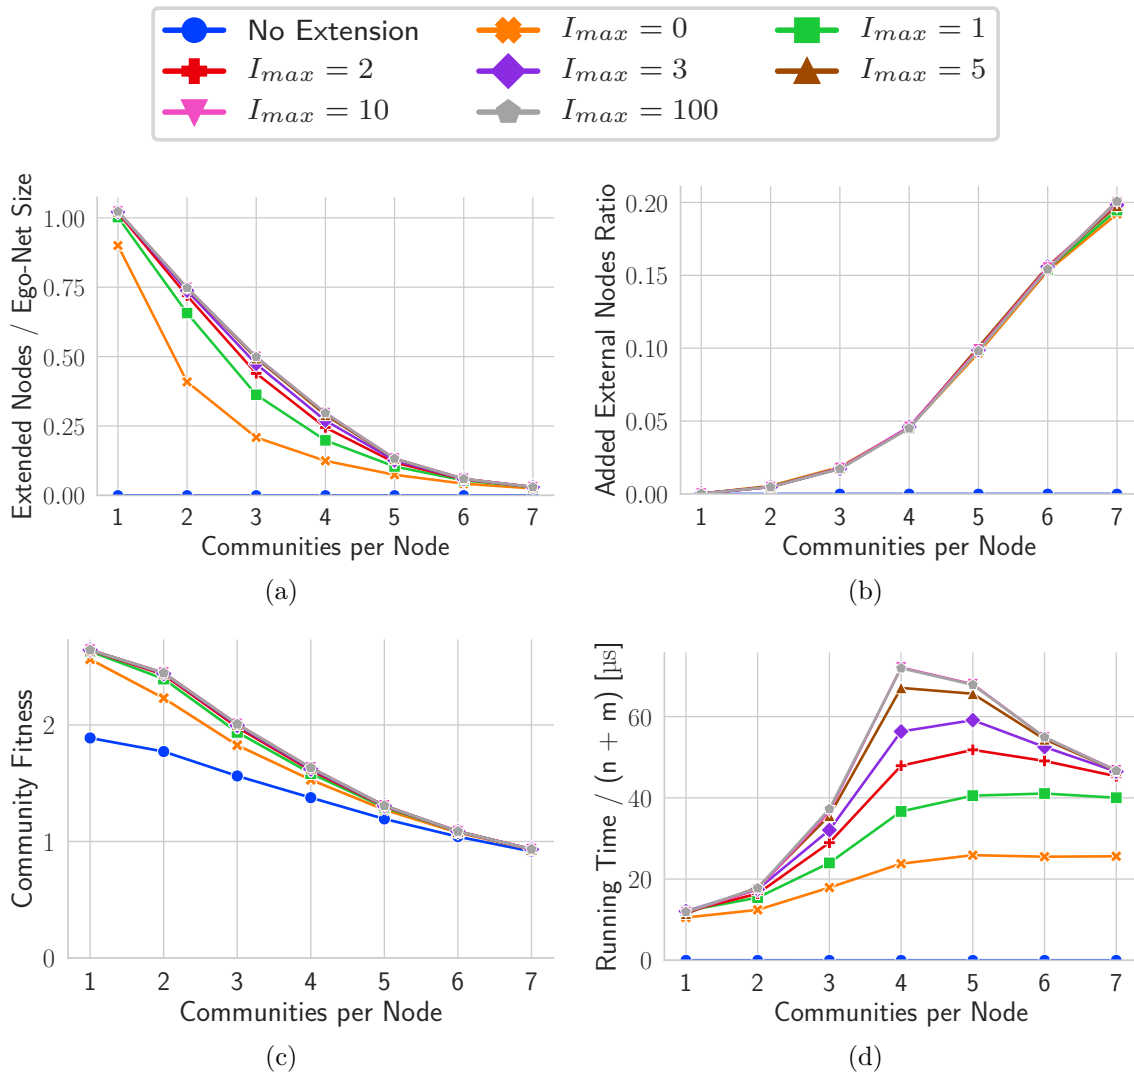 No Extension
I_max = 0
I_max = 1
I_max = 2
I_max = 3
I_max = 5
I_max = 10
I_max = 100
Extended Nodes / Ego-Net Size
1.00
0.75
0.50
0.25
0.00
1 2 3 4 5 6 7
Communities per Node
(a)
Added External Nodes Ratio
0.20
0.15
0.10
0.05
0.00
1 2 3 4 5 6 7
Communities per Node
(b)
Community Fitness
2
1
0
1 2 3 4 5 6 7
Communities per Node
(c)
Running Time / (n + m) [µs]
60
40
20
0
1 2 3 4 5 6 7
Communities per Node
(d)